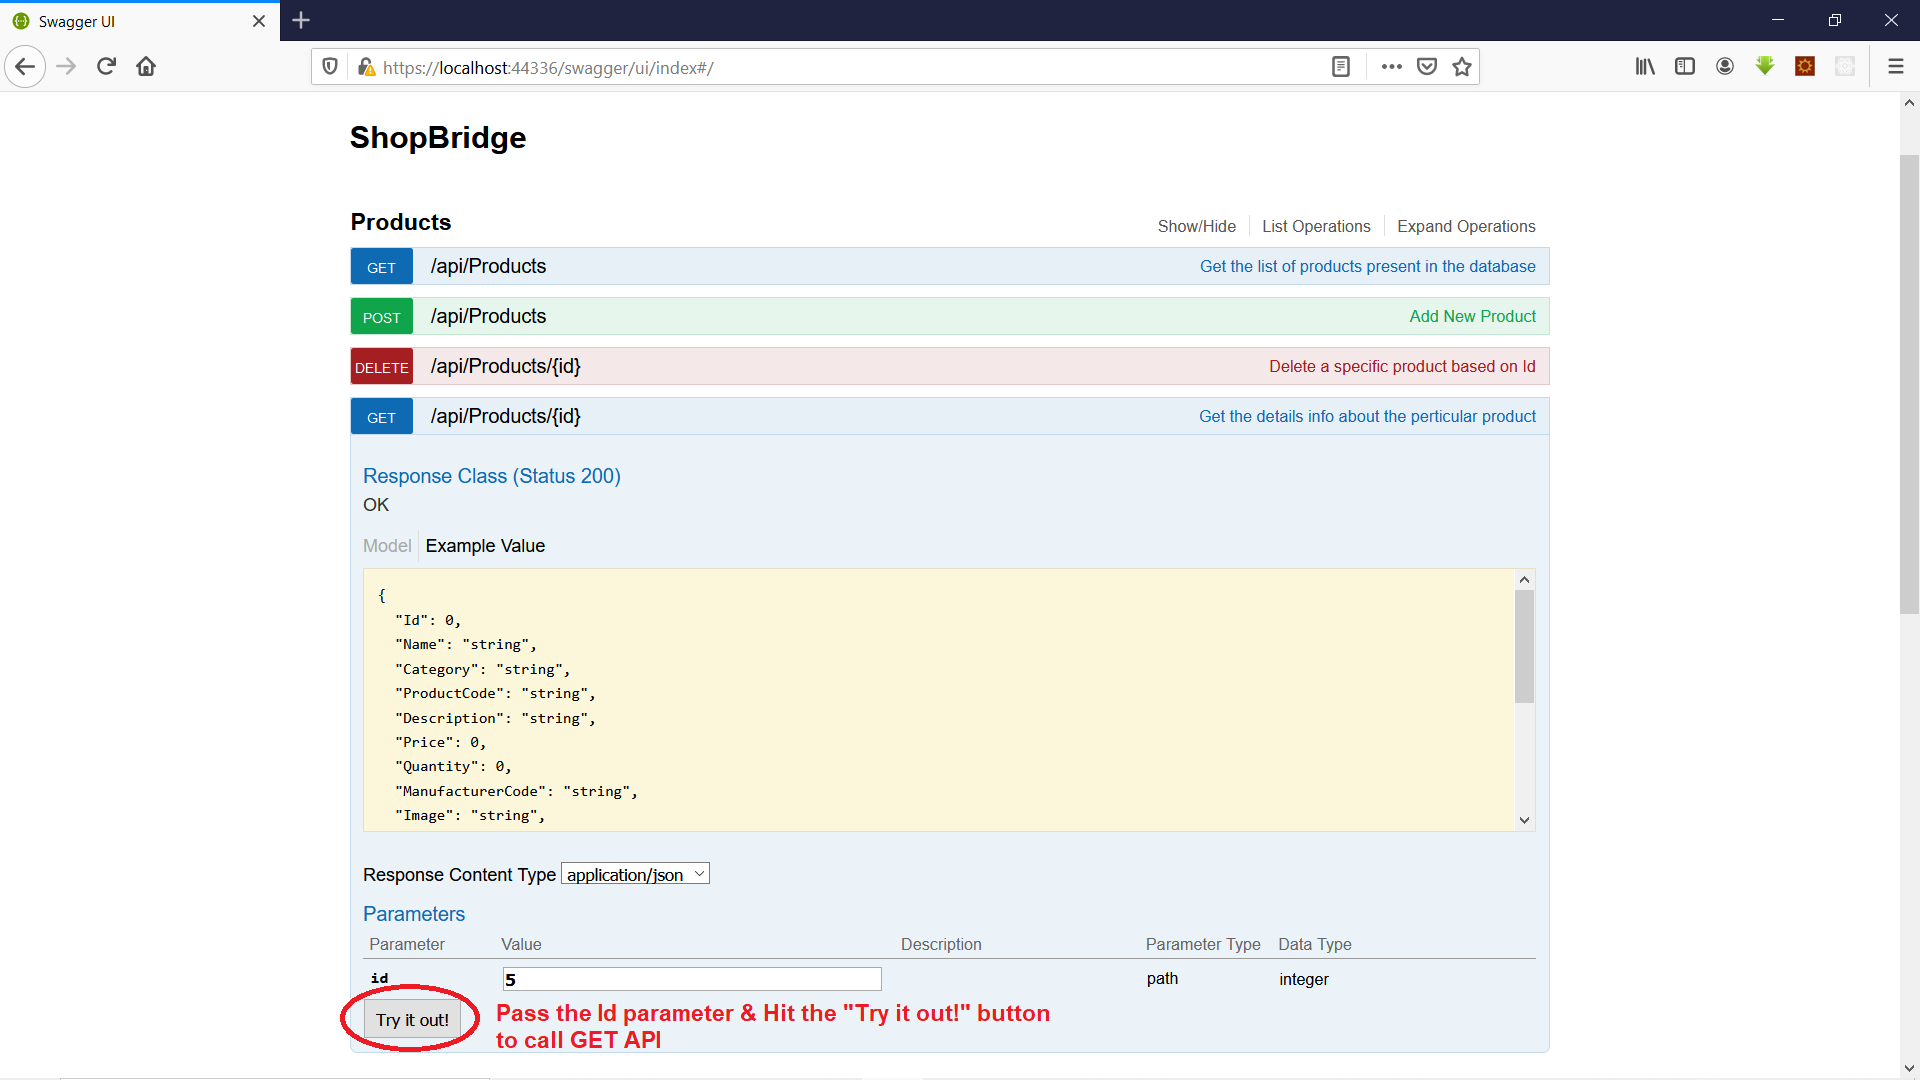 Swagger UI
https://localhost:44336/swagger/ui/index#/
ShopBridge
Products
Show/Hide List Operations Expand Operations
GET /api/Products Get the list of products present in the database
POST /api/Products Add New Product
DELETE /api/Products/{id} Delete a specific product based on Id
GET /api/Products/{id} Get the details info about the perticular product
Response Class (Status 200)
OK
Model Example Value
{
"Id": 0,
"Name": "string",
"Category": "string",
"ProductCode": "string",
"Description": "string",
"Price": 0,
"Quantity": 0,
"ManufacturerCode": "string",
"Image": "string",
Response Content Type application/json
Parameters
Parameter Value Description Parameter Type Data Type
id 5 path integer
Try it out! Pass the Id parameter & Hit the "Try it out!" button
to call GET API